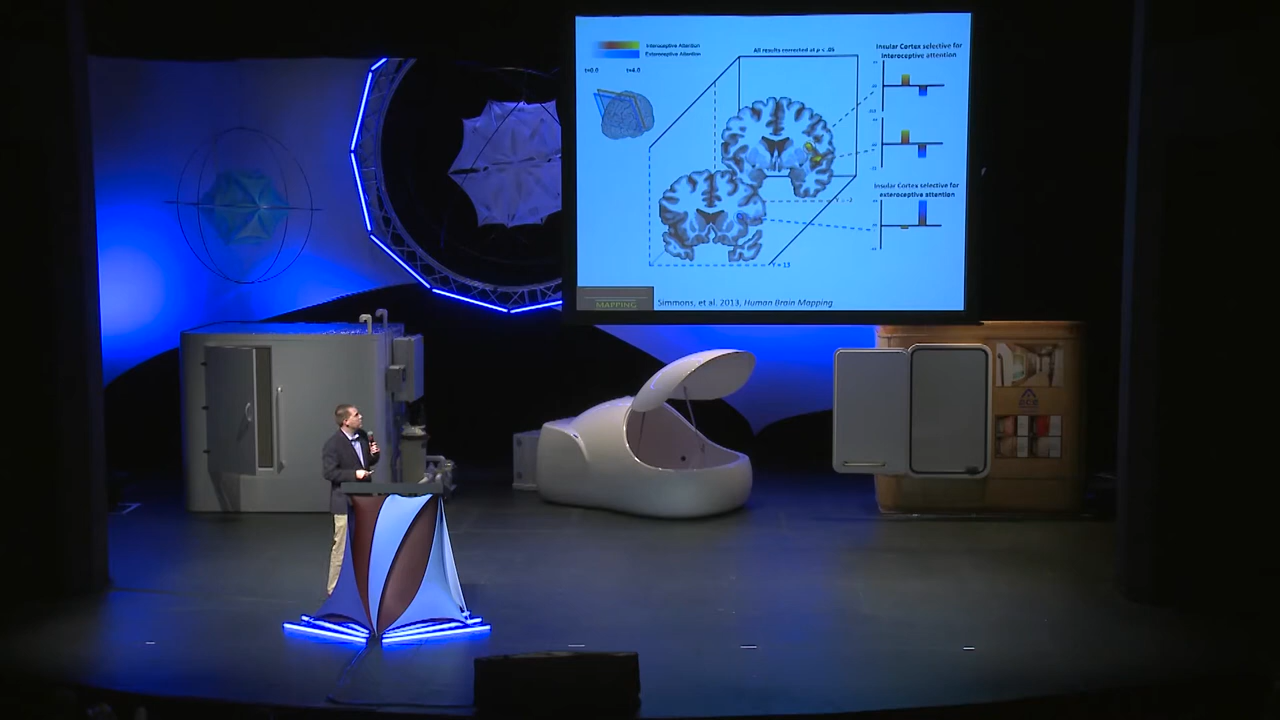 Interoceptive Attention
Exteroceptive Attention
All results corrected at p < .05
Insular Cortex selective for
interoceptive attention
Insular Cortex selective for
exteroceptive attention
Y = 13
MAPPING
Simmons, et al. 2013, Human Brain Mapping